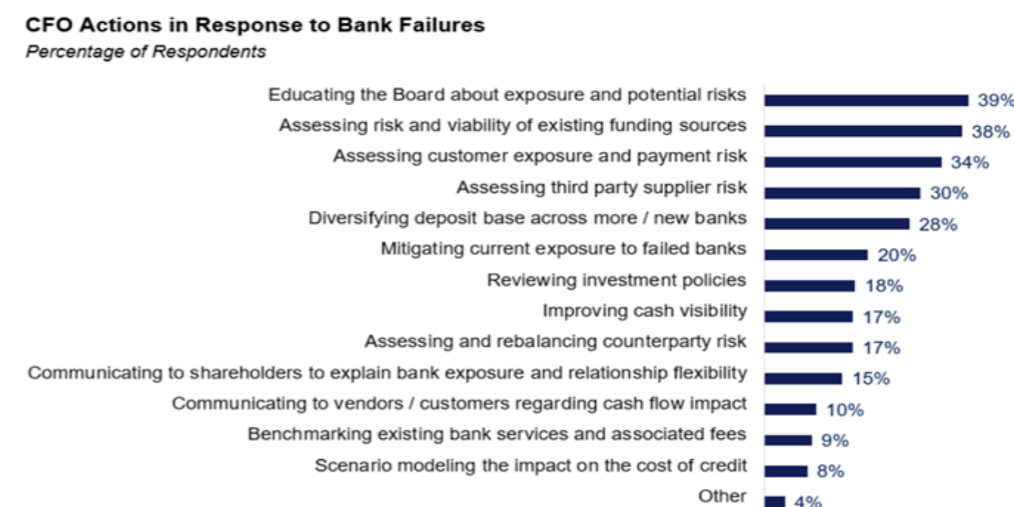 CFO Actions in Response to Bank Failures
Percentage of Respondents
Educating the Board about exposure and potential risks 39%
Assessing risk and viability of existing funding sources 38%
Assessing customer exposure and payment risk 34%
Assessing third party supplier risk 30%
Diversifying deposit base across more / new banks 28%
Mitigating current exposure to failed banks 20%
Reviewing investment policies 18%
Improving cash visibility 17%
Assessing and rebalancing counterparty risk 17%
Communicating to shareholders to explain bank exposure and relationship flexibility 15%
Communicating to vendors / customers regarding cash flow impact 10%
Benchmarking existing bank services and associated fees 9%
Scenario modeling the impact on the cost of credit 8%
Other 4%